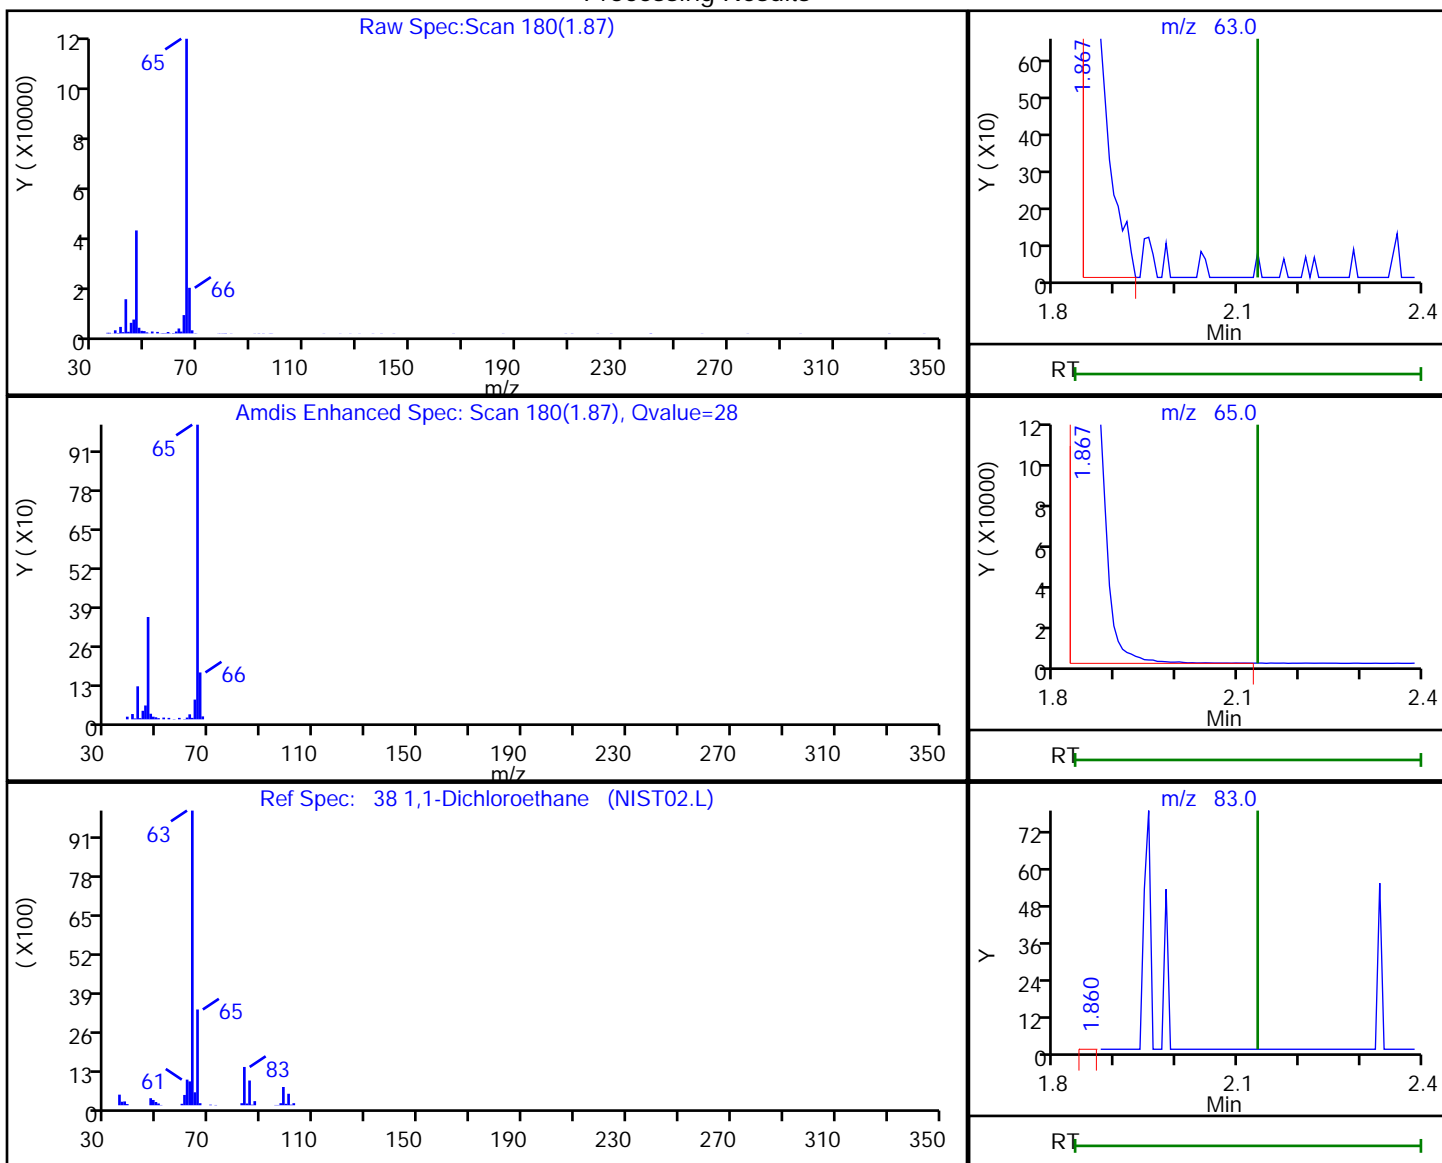 Processing Results
Raw Spec:Scan 180(1.87)
Y ( X10000)
12
10
8
6
4
2
0
65
66
30 70 110 150 190 230 270 310 350
m/z
m/z 63.0
Y ( X10)
60
50
40
30
20
10
0
1.867
1.8 2.1 2.4
Min
RT
Amdis Enhanced Spec: Scan 180(1.87), Qvalue=28
Y ( X10)
91
78
65
52
39
26
13
0
65
66
30 70 110 150 190 230 270 310 350
m/z
m/z 65.0
Y ( X10000)
12
10
8
6
4
2
0
1.867
1.8 2.1 2.4
Min
RT
Ref Spec: 38 1,1-Dichloroethane (NIST02.L)
( X100)
91
78
65
52
39
26
13
0
63
65
61
83
30 70 110 150 190 230 270 310 350
m/z 83.0
Y
72
60
48
36
24
12
0
1.860
1.8 2.1 2.4
Min
RT